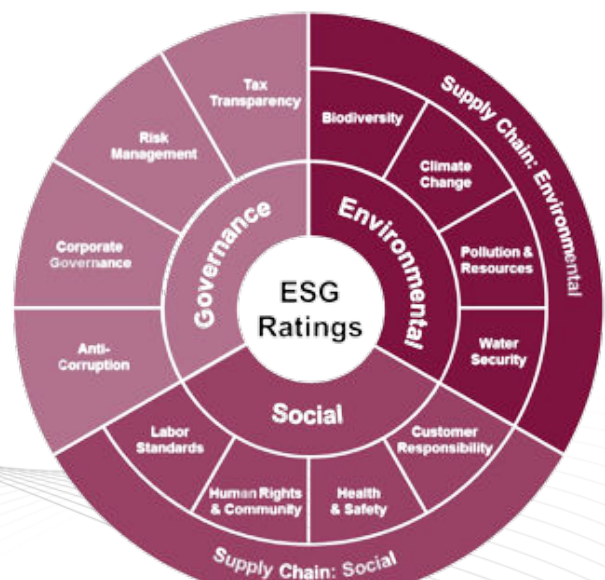 ESG
Ratings
Governance
Environmental
Social
Tax
Transparency
Risk
Management
Corporate
Governance
Anti-
Corruption
Biodiversity
Climate
Change
Pollution &
Resources
Water
Security
Customer
Responsibility
Health
& Safety
Human Rights
& Community
Labor
Standards
Supply Chain: Environmental
Supply Chain: Social